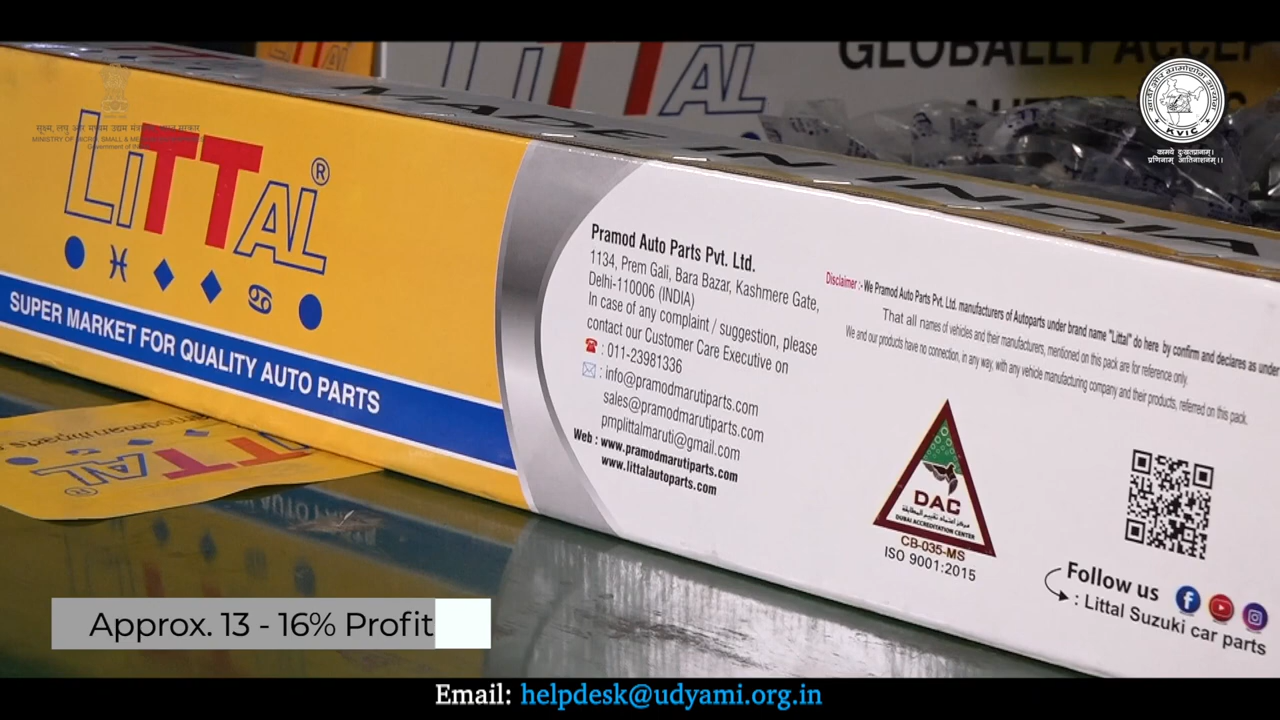 LiTTAL
GLOBALLY
MADE IN INDIA
MINISTRY OF MICRO, SMALL & 
Government of
LiTTAL®
SUPER MARKET FOR QUALITY AUTO PARTS
Pramod Auto Parts Pvt. Ltd.
1134, Prem Gali, Bara Bazar, Kashmere Gate,
Delhi-110006 (INDIA)
In case of any complaint / suggestion, please
contact our Customer Care Executive on
: 011-23981336
: info@pramodmarutiparts.com
sales@pramodmarutiparts.com
pmplittalmaruti@gmail.com
Web : www.pramodmarutiparts.com
www.littalautoparts.com
Disclaimer :- We Pramod Auto Parts Pvt. Ltd. manufacturers of Autoparts under brand name "Littal" do here by confirm and declares as under
That all names of vehicles and their manufacturers, mentioned on this pack are for reference only.
We and our products have no connection, in any way, with any vehicle manufacturing company and their products, referred on this pack.
DAC
DUBAI ACCREDITATION CENTER
CB-035-MS
ISO 9001:2015
Follow us
: Littal Suzuki car parts
KVIC
LiTTAL®
Approx. 13 - 16% Profit
Email: helpdesk@udyami.org.in